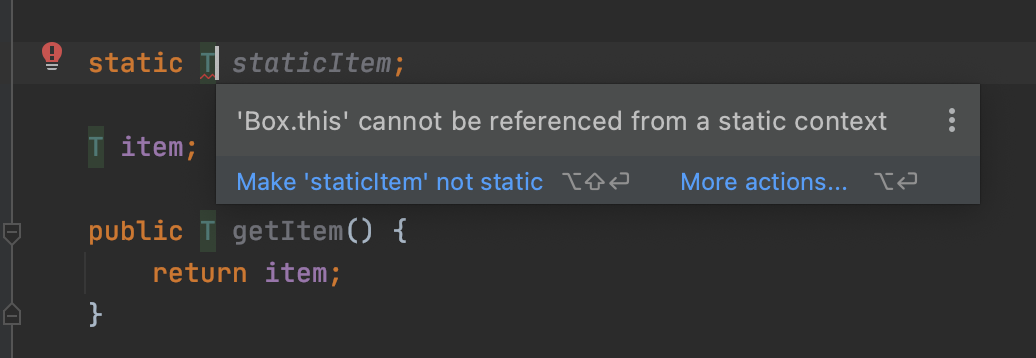 static T staticItem;
'Box.this' cannot be referenced from a static context
T item;
Make 'staticItem' not static ⌥⇧⏎ More actions... ⌥⏎
public T getItem() {
return item;
}